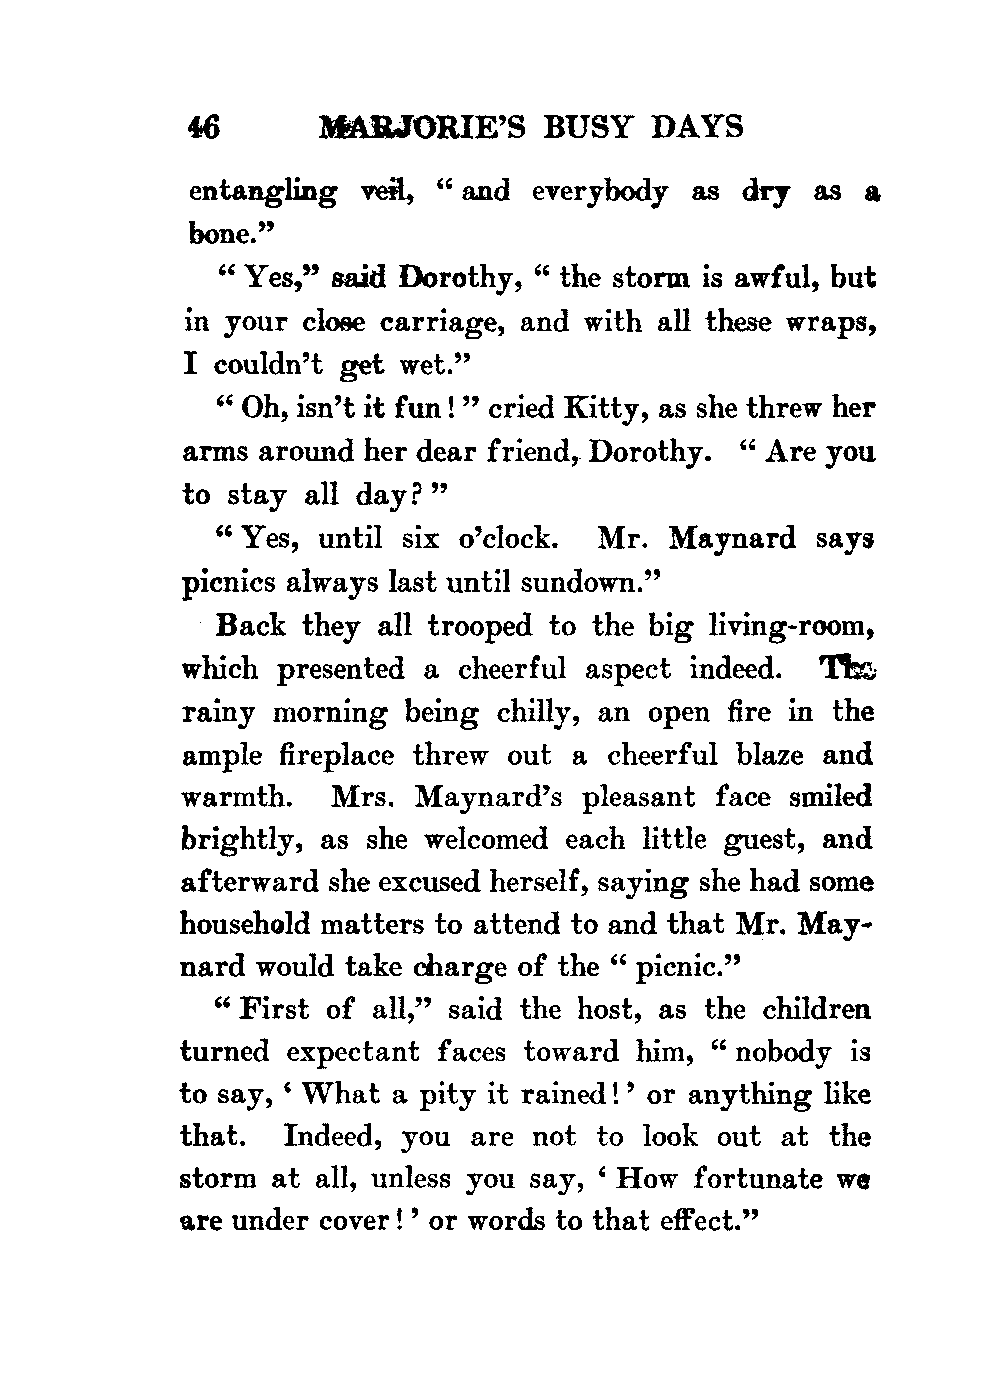 46 MARJORIE'S BUSY DAYS
entangling veil, “ and everybody as dry as a
bone.”
“ Yes,” said Dorothy, “ the storm is awful, but
in your close carriage, and with all these wraps,
I couldn’t get wet.”
“ Oh, isn’t it fun! ” cried Kitty, as she threw her
arms around her dear friend, Dorothy. “ Are you
to stay all day? ”
“ Yes, until six o’clock. Mr. Maynard says
picnics always last until sundown.”
Back they all trooped to the big living-room,
which presented a cheerful aspect indeed. The
rainy morning being chilly, an open fire in the
ample fireplace threw out a cheerful blaze and
warmth. Mrs. Maynard’s pleasant face smiled
brightly, as she welcomed each little guest, and
afterward she excused herself, saying she had some
household matters to attend to and that Mr. May-
nard would take charge of the “ picnic.”
“ First of all,” said the host, as the children
turned expectant faces toward him, “ nobody is
to say, ‘ What a pity it rained! ’ or anything like
that. Indeed, you are not to look out at the
storm at all, unless you say, ‘ How fortunate we
are under cover! ’ or words to that effect.”